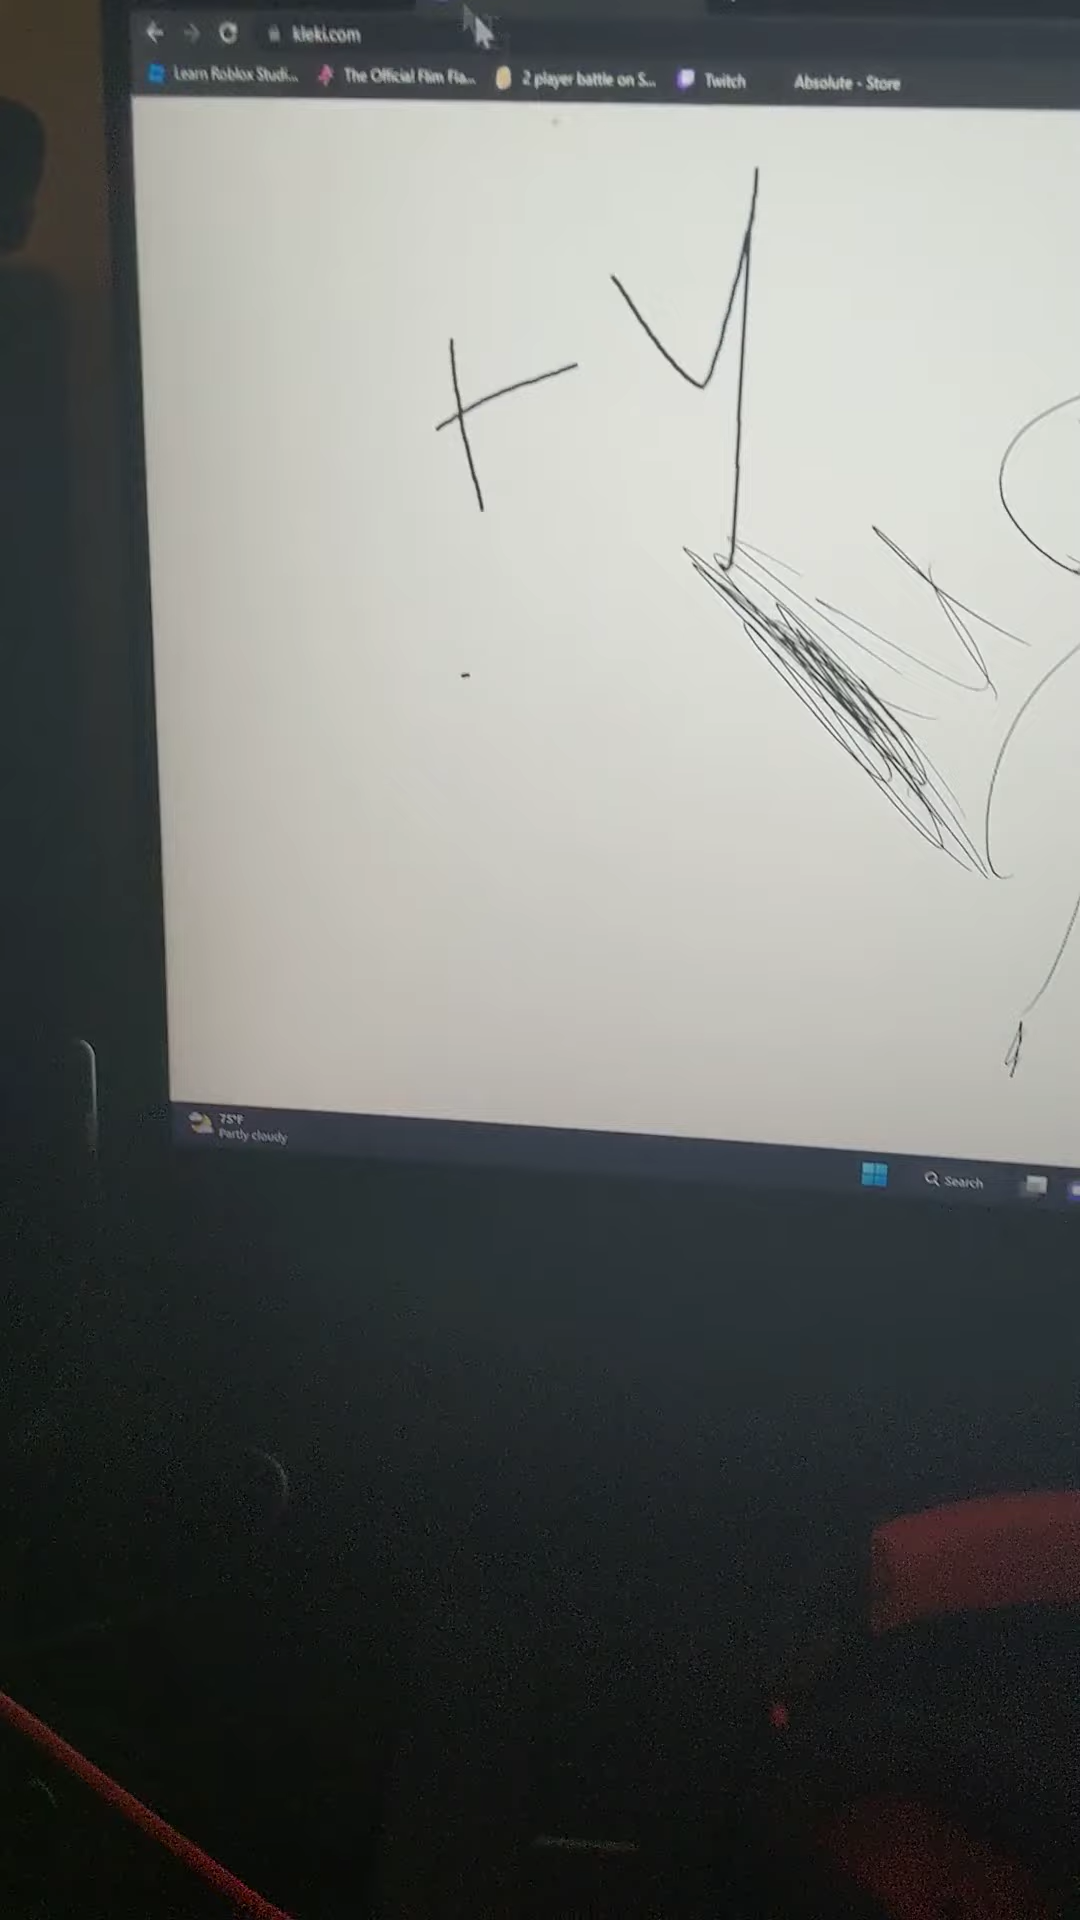 kleki.com
Learn Roblox Studi... The Official Flim Fla... 2 player battle on S... Twitch Absolute - Store
+ y
75°F
Partly cloudy
Search